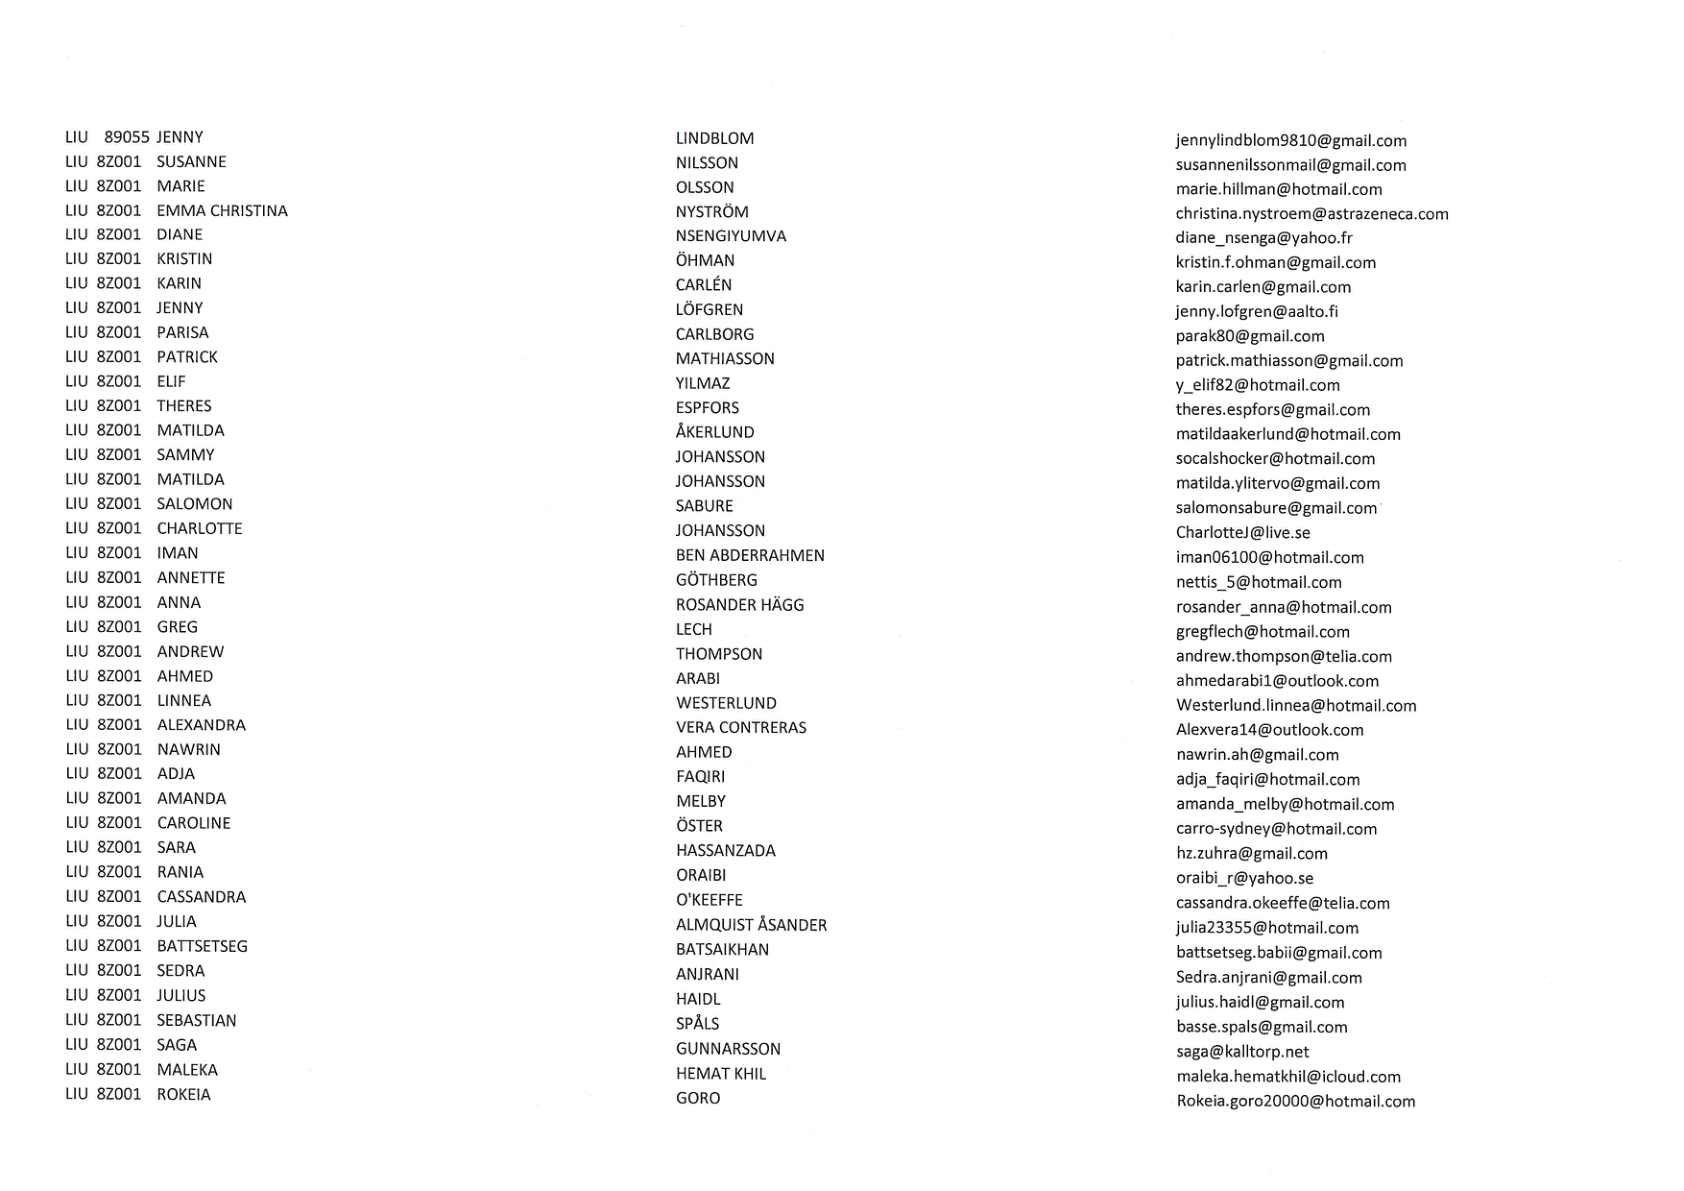 LIU 89055 JENNY LINDBLOM jennylindblom9810@gmail.com
LIU 8Z001 SUSANNE NILSSON susannenilssonmail@gmail.com
LIU 8Z001 MARIE OLSSON marie.hillman@hotmail.com
LIU 8Z001 EMMA CHRISTINA NYSTRÖM christina.nystroem@astrazeneca.com
LIU 8Z001 DIANE NSENGIYUMVA diane_nsenga@yahoo.fr
LIU 8Z001 KRISTIN ÖHMAN kristin.f.ohman@gmail.com
LIU 8Z001 KARIN CARLÉN karin.carlen@gmail.com
LIU 8Z001 JENNY LÖFGREN jenny.lofgren@aalto.fi
LIU 8Z001 PARISA CARLBORG parak80@gmail.com
LIU 8Z001 PATRICK MATHIASSON patrick.mathiasson@gmail.com
LIU 8Z001 ELIF YILMAZ y_elif82@hotmail.com
LIU 8Z001 THERES ESPFORS theres.espfors@gmail.com
LIU 8Z001 MATILDA ÅKERLUND matildaakerlund@hotmail.com
LIU 8Z001 SAMMY JOHANSSON socalshocker@hotmail.com
LIU 8Z001 MATILDA JOHANSSON matilda.ylitervo@gmail.com
LIU 8Z001 SALOMON SABURE salomonsabure@gmail.com
LIU 8Z001 CHARLOTTE JOHANSSON CharlotteJ@live.se
LIU 8Z001 IMAN BEN ABDERRAHMEN iman06100@hotmail.com
LIU 8Z001 ANNETTE GÖTHBERG nettis_5@hotmail.com
LIU 8Z001 ANNA ROSANDER HÄGG rosander_anna@hotmail.com
LIU 8Z001 GREG LECH gregflech@hotmail.com
LIU 8Z001 ANDREW THOMPSON andrew.thompson@telia.com
LIU 8Z001 AHMED ARABI ahmedarabi1@outlook.com
LIU 8Z001 LINNEA WESTERLUND Westerlund.linnea@hotmail.com
LIU 8Z001 ALEXANDRA VERA CONTRERAS Alexvera14@outlook.com
LIU 8Z001 NAWRIN AHMED nawrin.ah@gmail.com
LIU 8Z001 ADJA FAQIRI adja_faqiri@hotmail.com
LIU 8Z001 AMANDA MELBY amanda_melby@hotmail.com
LIU 8Z001 CAROLINE ÖSTER carro-sydney@hotmail.com
LIU 8Z001 SARA HASSANZADA hz.zuhra@gmail.com
LIU 8Z001 RANIA ORAIBI oraibi_r@yahoo.se
LIU 8Z001 CASSANDRA O'KEEFFE cassandra.okeeffe@telia.com
LIU 8Z001 JULIA ALMQUIST ÅSANDER julia23355@hotmail.com
LIU 8Z001 BATTSETSEG BATSAIKHAN battsetseg.babii@gmail.com
LIU 8Z001 SEDRA ANJRANI Sedra.anjrani@gmail.com
LIU 8Z001 JULIUS HAIDL julius.haidl@gmail.com
LIU 8Z001 SEBASTIAN SPÅLS basse.spals@gmail.com
LIU 8Z001 SAGA GUNNARSSON saga@kalltorp.net
LIU 8Z001 MALEKA HEMAT KHIL maleka.hematkhil@icloud.com
LIU 8Z001 ROKEIA GORO Rokeia.goro20000@hotmail.com